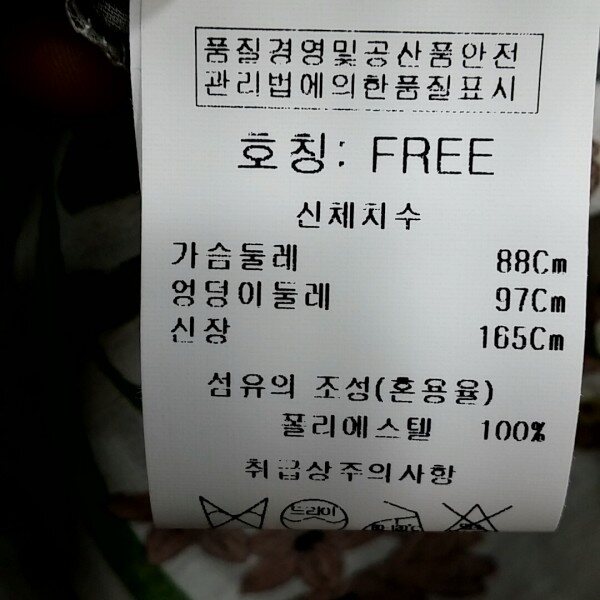 품질경영및공산품안전
관리법에의한품질표시
호칭: FREE
신체치수
가슴둘레 88Cm
엉덩이둘레 97Cm
신장 165Cm
섬유의 조성(혼용율)
폴리에스텔 100%
취급상주의사항
드라이